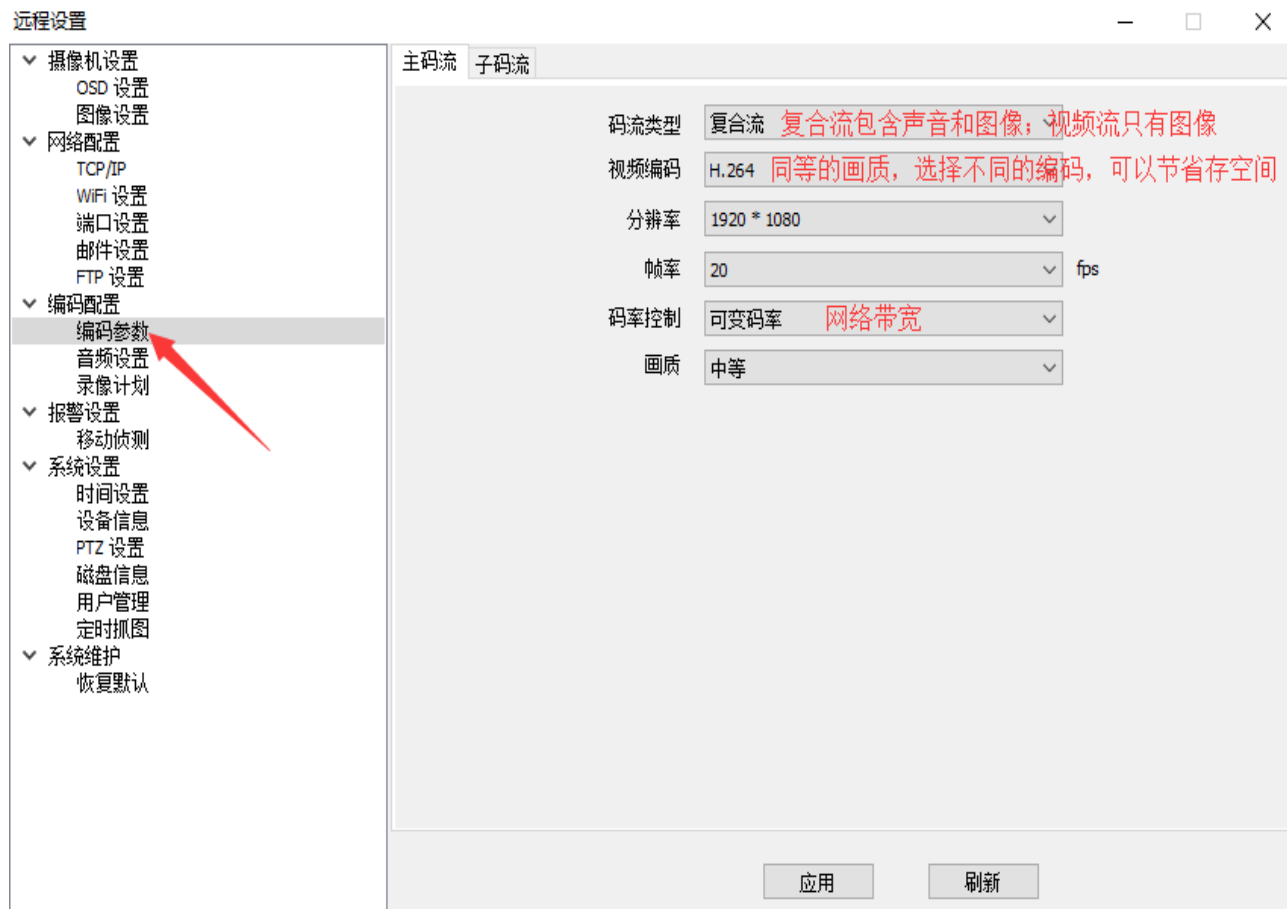 远程设置
摄像机设置
OSD 设置
图像设置
网络配置
TCP/IP
WiFi 设置
端口设置
邮件设置
FTP 设置
编码配置
编码参数
音频设置
录像计划
报警设置
移动侦测
系统设置
时间设置
设备信息
PTZ 设置
磁盘信息
用户管理
定时抓图
系统维护
恢复默认
主码流 子码流
码流类型 复合流 复合流包含声音和图像；视频流只有图像
视频编码 H.264 同等的画质，选择不同的编码，可以节省存空间
分辨率 1920 * 1080
帧率 20 fps
码率控制 可变码率 网络带宽
画质 中等
应用 刷新